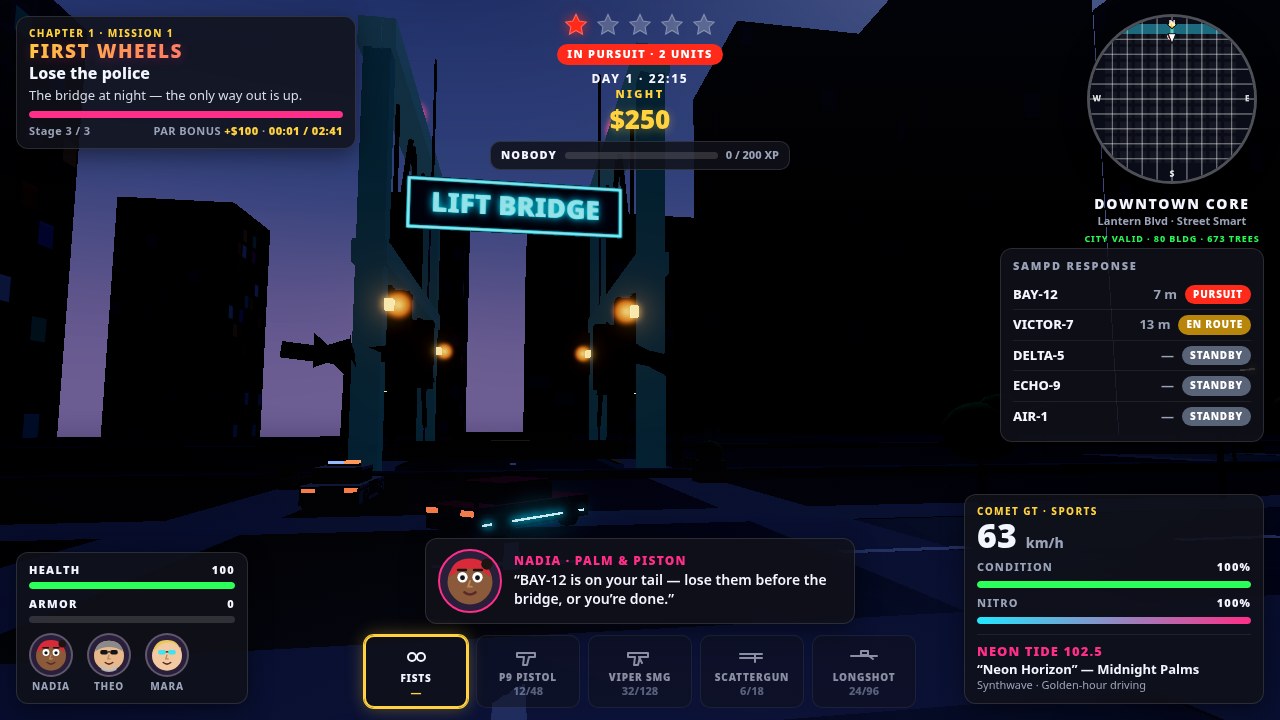 CHAPTER 1 · MISSION 1
FIRST WHEELS
Lose the police
The bridge at night — the only way out is up.
Stage 3 / 3
PAR BONUS +$100 · 00:01 / 02:41
IN PURSUIT · 2 UNITS
DAY 1 · 22:15
NIGHT
$250
NOBODY 0 / 200 XP
LIFT BRIDGE
N
W
E
S
DOWNTOWN CORE
Lantern Blvd · Street Smart
CITY VALID · 80 BLDG · 673 TREES
SAMPD RESPONSE
BAY-12 7 m PURSUIT
VICTOR-7 13 m EN ROUTE
DELTA-5 — STANDBY
ECHO-9 — STANDBY
AIR-1 — STANDBY
HEALTH 100
ARMOR 0
NADIA THEO MARA
NADIA · PALM & PISTON
“BAY-12 is on your tail — lose them before the
bridge, or you’re done.”
FISTS
—
P9 PISTOL
12/48
VIPER SMG
32/128
SCATTERGUN
6/18
LONGSHOT
24/96
COMET GT · SPORTS
63 km/h
CONDITION 100%
NITRO 100%
NEON TIDE 102.5
“Neon Horizon” — Midnight Palms
Synthwave · Golden-hour driving